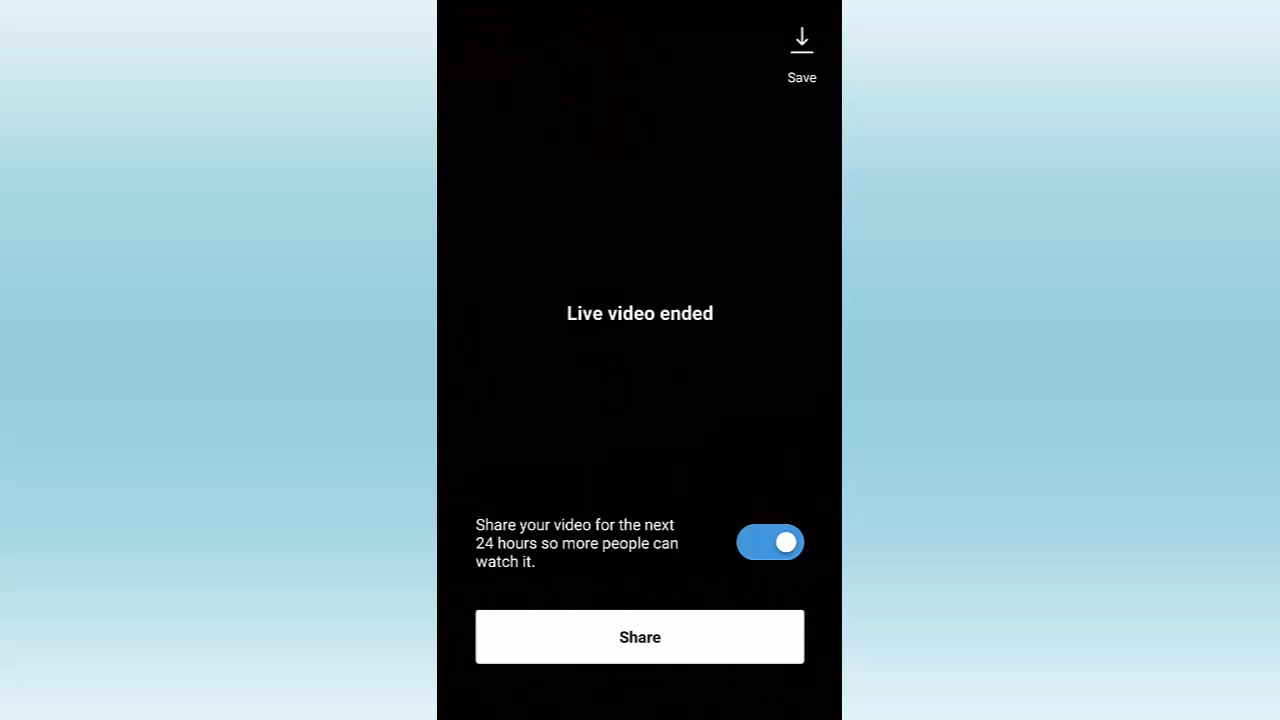 Save
Live video ended
Share your video for the next
24 hours so more people can
watch it.
Share